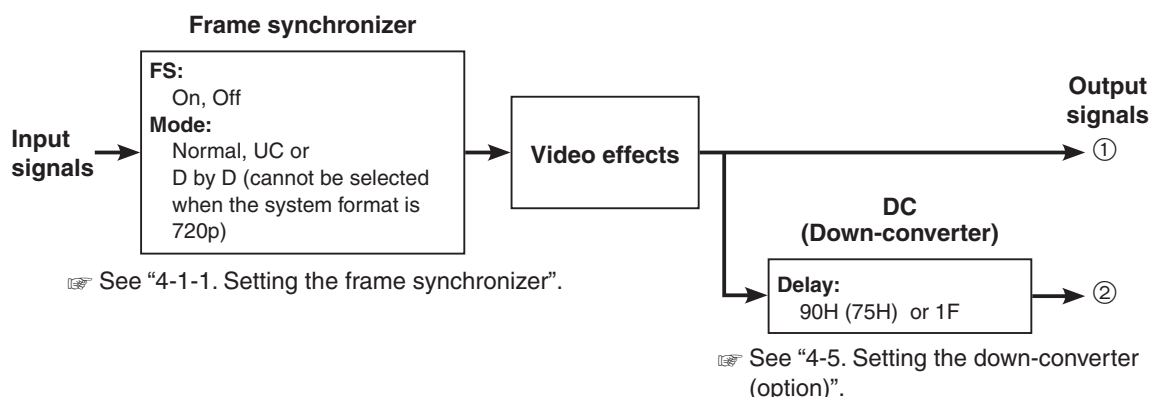 Frame synchronizer
FS:
On, Off
Mode:
Normal, UC or
D by D (cannot be selected
when the system format is
720p)
Input
signals
Video effects
Output
signals
①
DC
(Down-converter)
Delay:
90H (75H) or 1F
②
☞ See “4-1-1. Setting the frame synchronizer”.
☞ See “4-5. Setting the down-converter
(option)”.